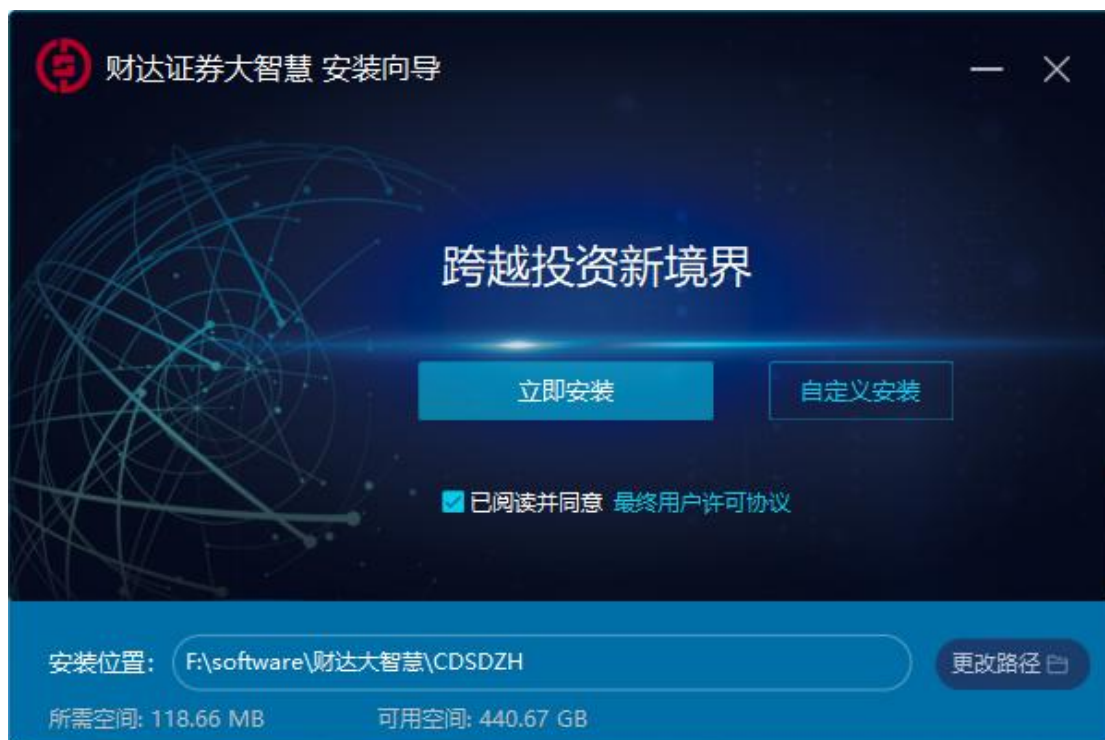 财达证券大智慧 安装向导
跨越投资新境界
立即安装
自定义安装
已阅读并同意 最终用户许可协议
安装位置: F:\software\财达大智慧\CDSDZH 更改路径
所需空间: 118.66 MB 可用空间: 440.67 GB